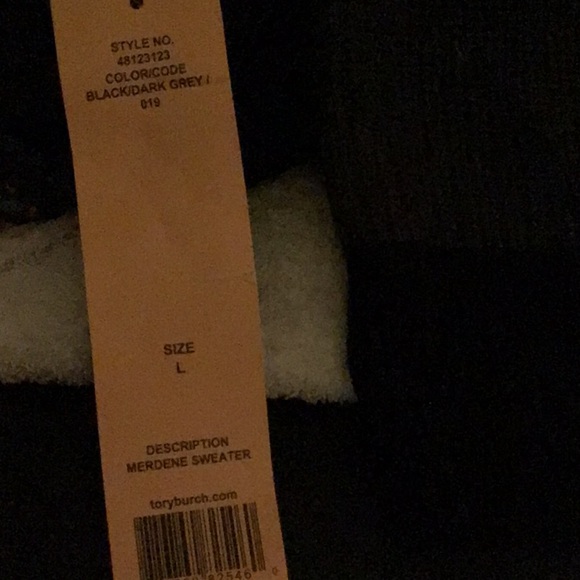 STYLE NO.
48123123
COLOR/CODE
BLACK/DARK GREY /
019
SIZE
L
DESCRIPTION
MERDENE SWEATER
toryburch.com